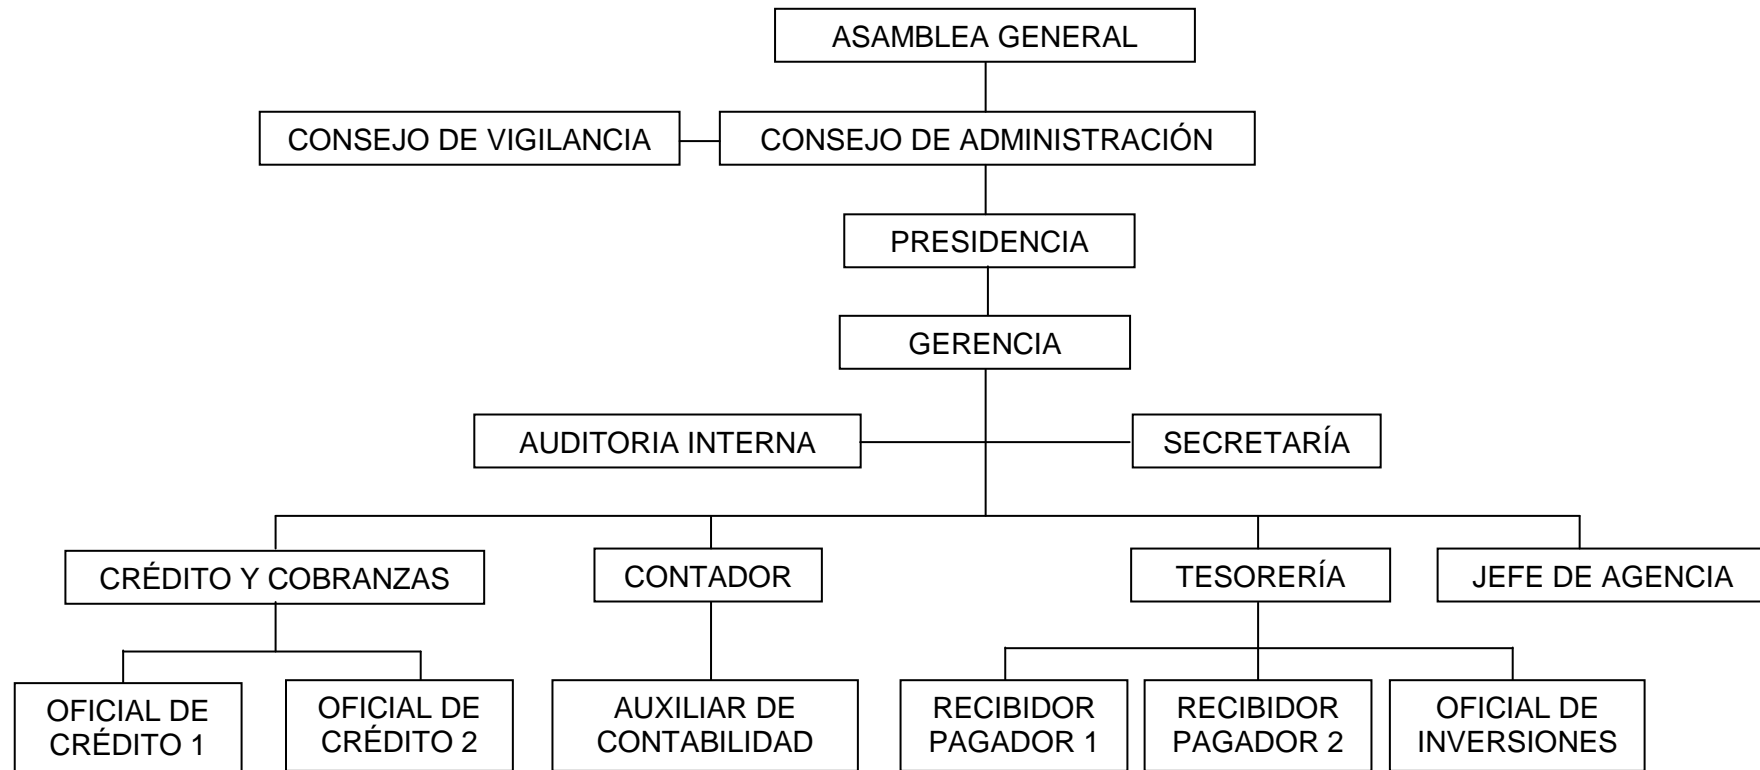 ASAMBLEA GENERAL
CONSEJO DE VIGILANCIA
CONSEJO DE ADMINISTRACIÓN
PRESIDENCIA
GERENCIA
AUDITORIA INTERNA
SECRETARÍA
CRÉDITO Y COBRANZAS
CONTADOR
TESORERÍA
JEFE DE AGENCIA
OFICIAL DE
CRÉDITO 1
OFICIAL DE
CRÉDITO 2
AUXILIAR DE
CONTABILIDAD
RECIBIDOR
PAGADOR 1
RECIBIDOR
PAGADOR 2
OFICIAL DE
INVERSIONES